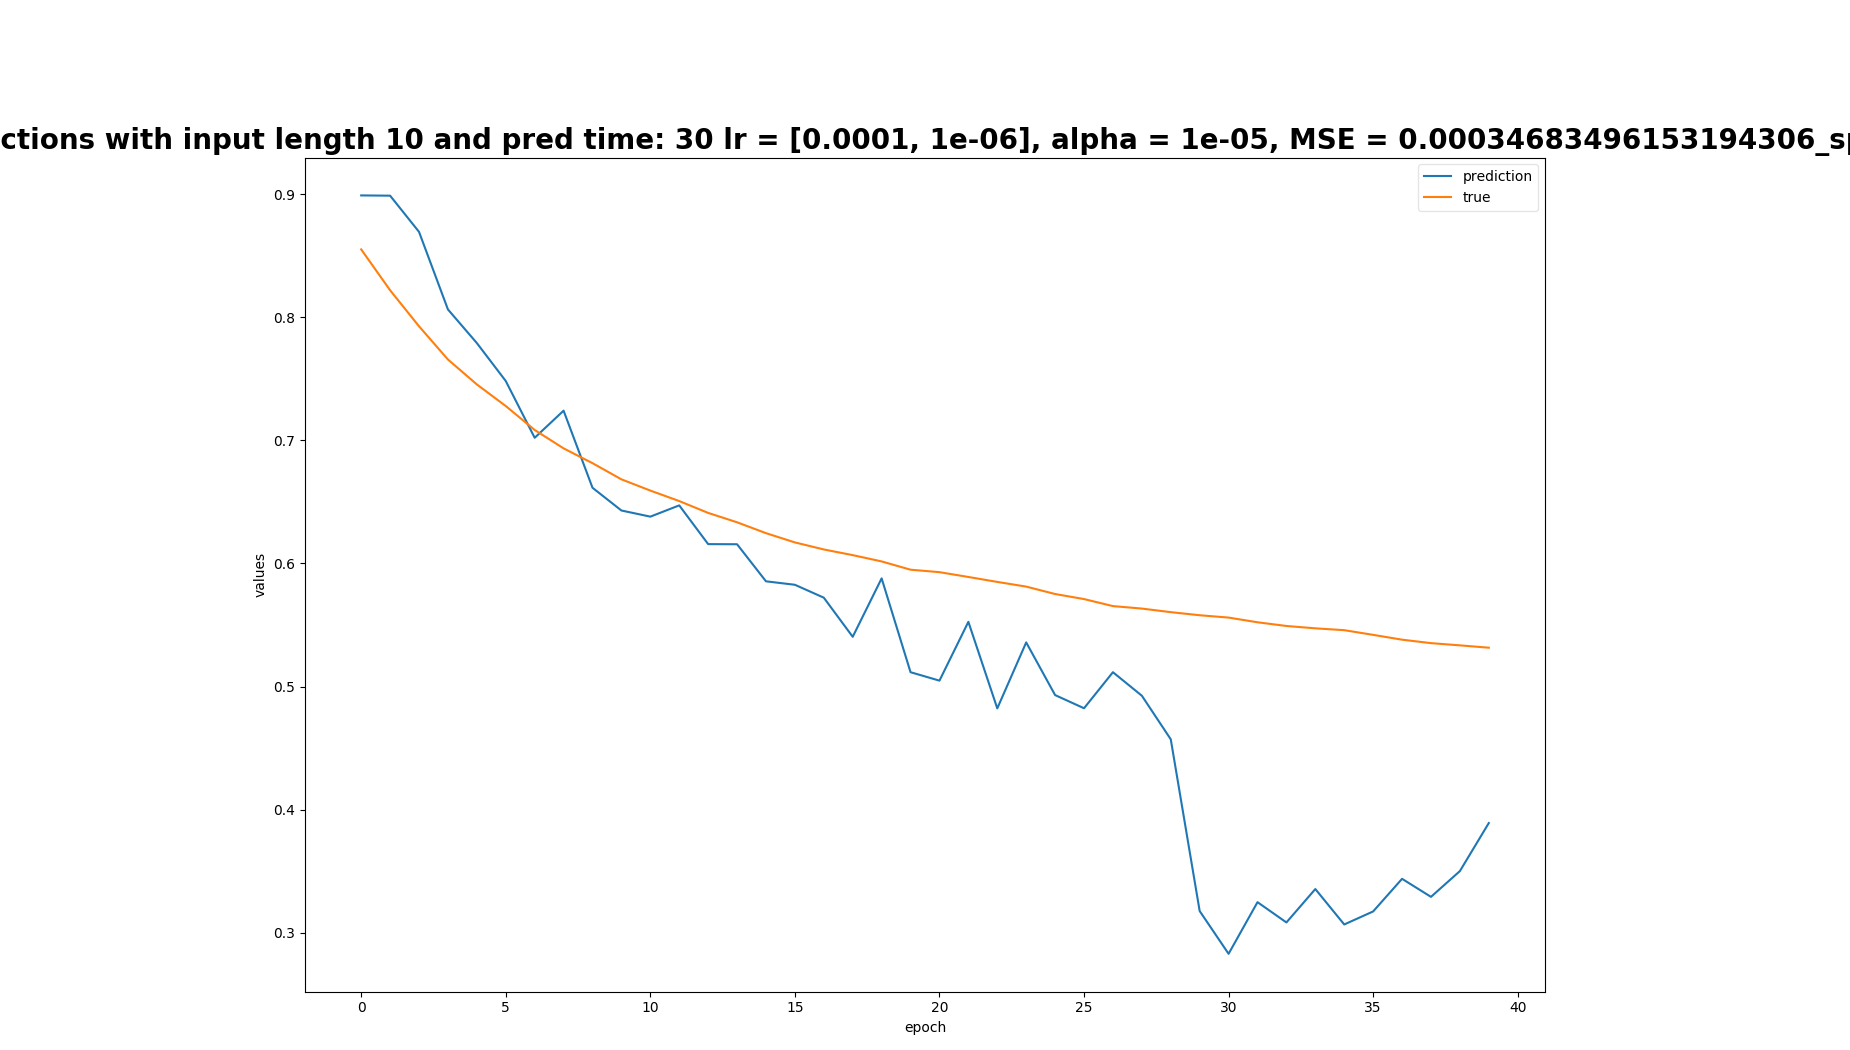 ctions with input length 10 and pred time: 30 lr = [0.0001, 1e-06], alpha = 1e-05, MSE = 0.00034683496153194306_sp
prediction
true
0.9
0.8
0.7
0.6
0.5
0.4
0.3
values
0 5 10 15 20 25 30 35 40
epoch